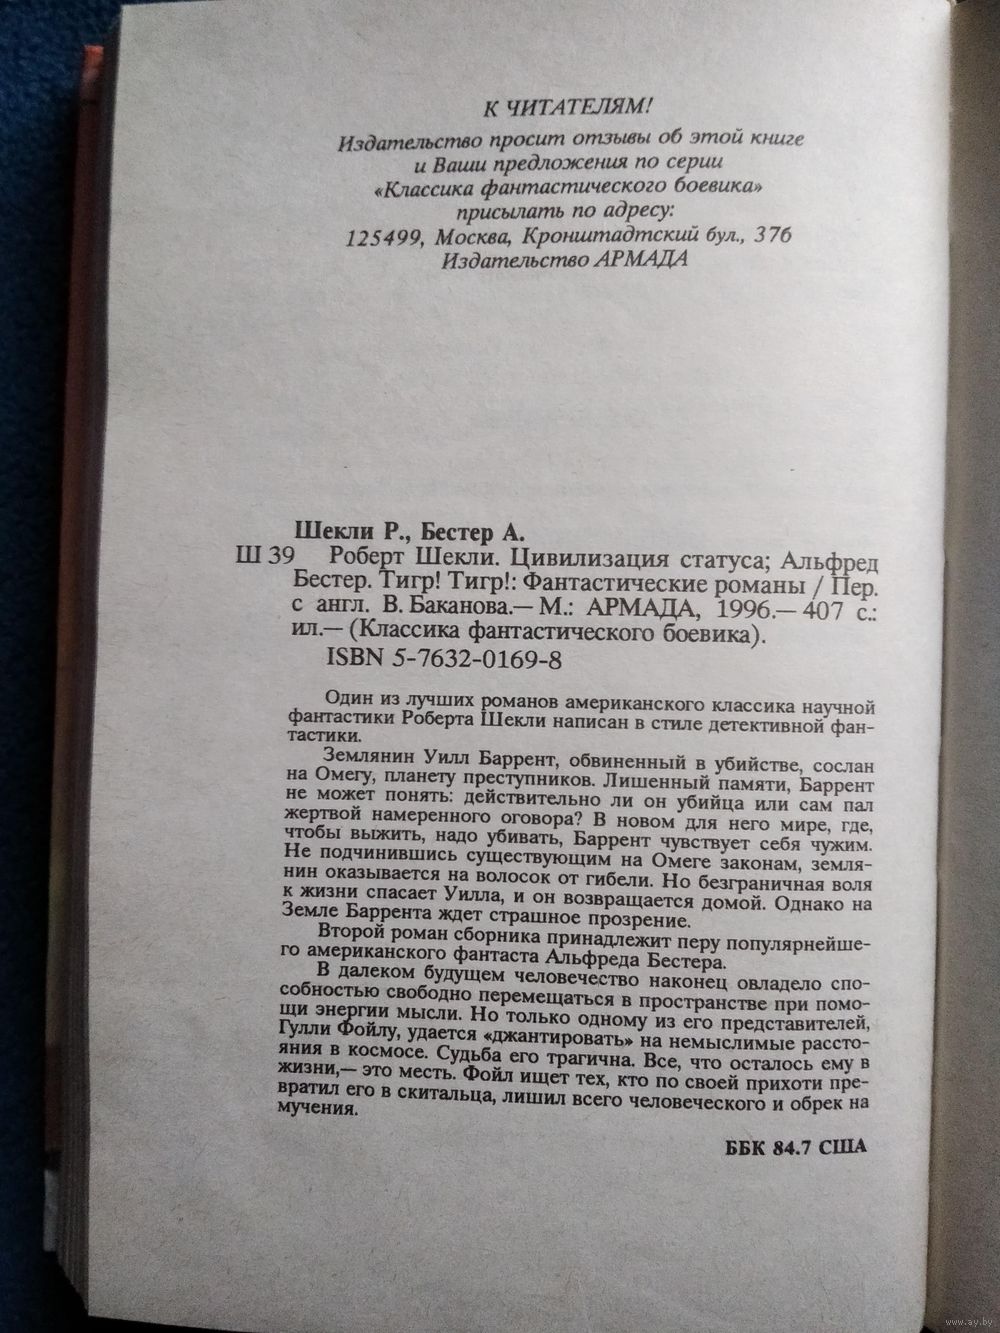 К ЧИТАТЕЛЯМ!
Издательство просит отзывы об этой книге
и Ваши предложения по серии
«Классика фантастического боевика»
присылать по адресу:
125499, Москва, Кронштадтский бул., 37б
Издательство АРМАДА
Шекли Р., Бестер А.
Ш 39 Роберт Шекли. Цивилизация статуса; Альфред
Бестер. Тигр! Тигр!: Фантастические романы / Пер.
с англ. В. Баканова.— М.: АРМАДА, 1996.— 407 с.:
ил.— (Классика фантастического боевика).
ISBN 5-7632-0169-8
Один из лучших романов американского классика научной
фантастики Роберта Шекли написан в стиле детективной фан-
тастики.
Землянин Уилл Баррент, обвиненный в убийстве, сослан
на Омегу, планету преступников. Лишенный памяти, Баррент
не может понять: действительно ли он убийца или сам пал
жертвой намеренного оговора? В новом для него мире, где,
чтобы выжить, надо убивать, Баррент чувствует себя чужим.
Не подчинившись существующим на Омеге законам, земля-
нин оказывается на волосок от гибели. Но безграничная воля
к жизни спасает Уилла, и он возвращается домой. Однако на
Земле Баррента ждет страшное прозрение.
Второй роман сборника принадлежит перу популярнейше-
го американского фантаста Альфреда Бестера.
В далеком будущем человечество наконец овладело спо-
собностью свободно перемещаться в пространстве при помо-
щи энергии мысли. Но только одному из его представителей,
Гулли Фойлу, удается «джантировать» на немыслимые рассто-
яния в космосе. Судьба его трагична. Все, что осталось ему в
жизни,— это месть. Фойл ищет тех, кто по своей прихоти пре-
вратил его в скитальца, лишил всего человеческого и обрек на
мучения.
ББК 84.7 США
www.ay.by